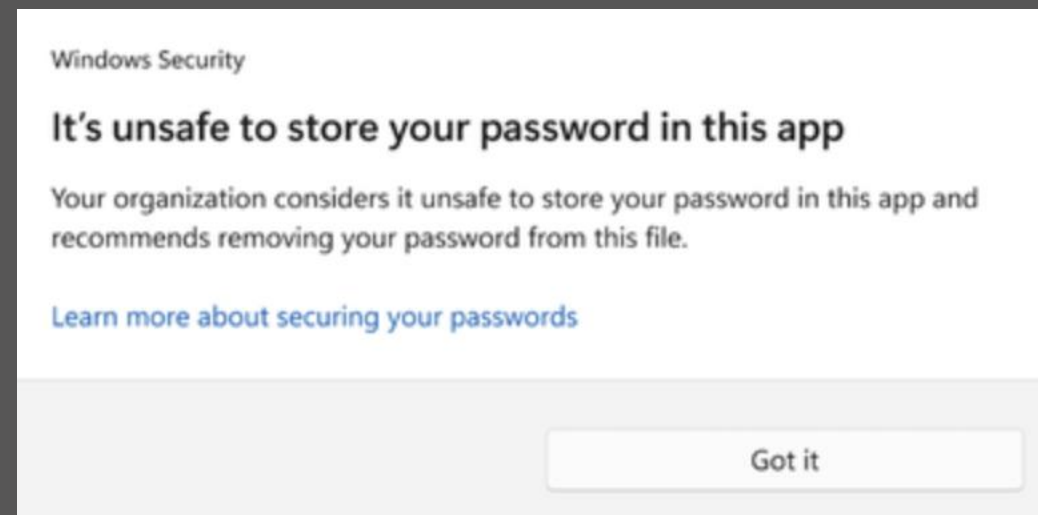 Windows Security
It's unsafe to store your password in this app
Your organization considers it unsafe to store your password in this app and
recommends removing your password from this file.
Learn more about securing your passwords
Got it